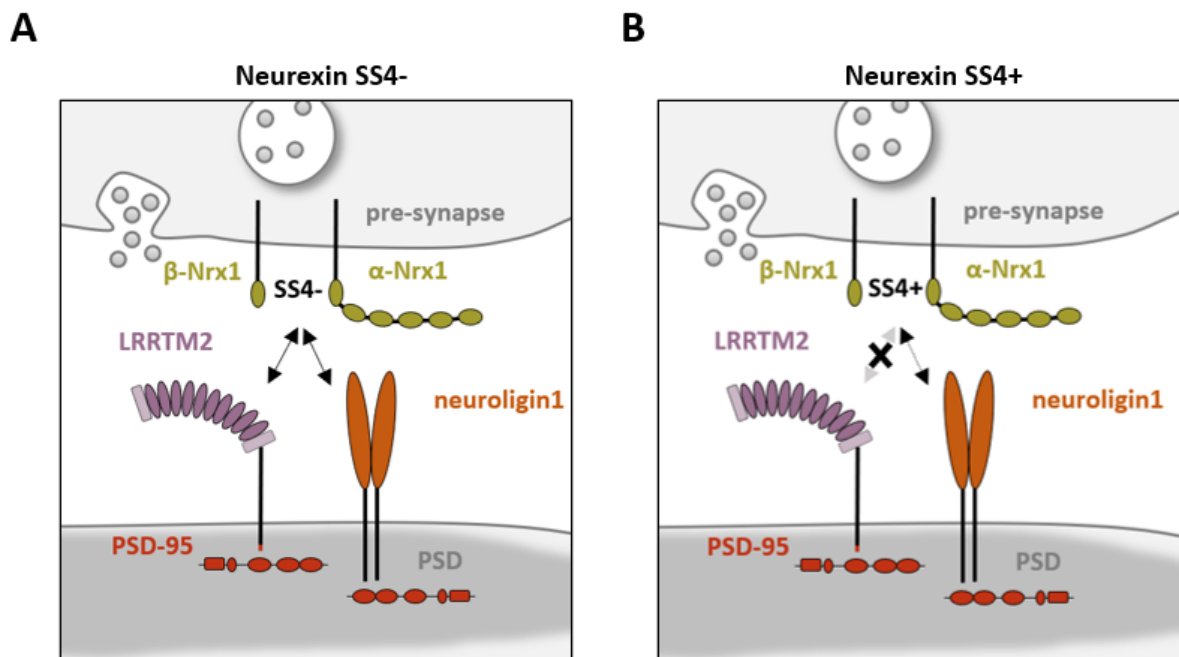 A
Neurexin SS4-
pre-synapse
β-Nrx1
SS4-
α-Nrx1
LRRTM2
neuroligin1
PSD-95
PSD
B
Neurexin SS4+
pre-synapse
β-Nrx1
SS4+
α-Nrx1
LRRTM2
neuroligin1
PSD-95
PSD